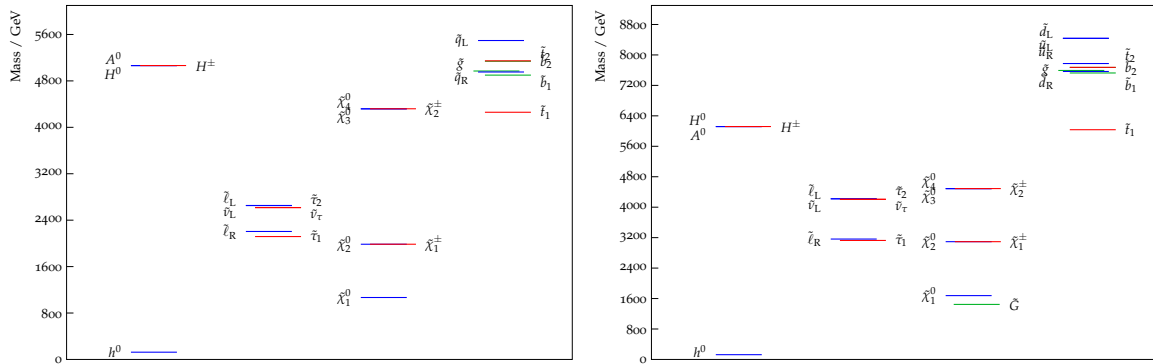 Mass / GeV
5600
4800
4000
3200
2400
1600
800
0
A⁰
H⁰
H±
h⁰
ℓ̃L
ν̃L
ℓ̃R
τ̃2
ν̃τ
τ̃1
χ̃⁰4
χ̃⁰3
χ̃±2
χ̃⁰2
χ̃±1
χ̃⁰1
q̃L
g̃
q̃R
t̃2
b̃2
b̃1
t̃1
Mass / GeV
8800
8000
7200
6400
5600
4800
4000
3200
2400
1600
800
0
H⁰
A⁰
H±
h⁰
ℓ̃L
ν̃L
ℓ̃R
τ̃2
ν̃τ
τ̃1
χ̃⁰4
χ̃⁰3
χ̃±2
χ̃⁰2
χ̃±1
χ̃⁰1
G̃
d̃L
ũL
ũR
g̃
d̃R
t̃2
b̃2
b̃1
t̃1